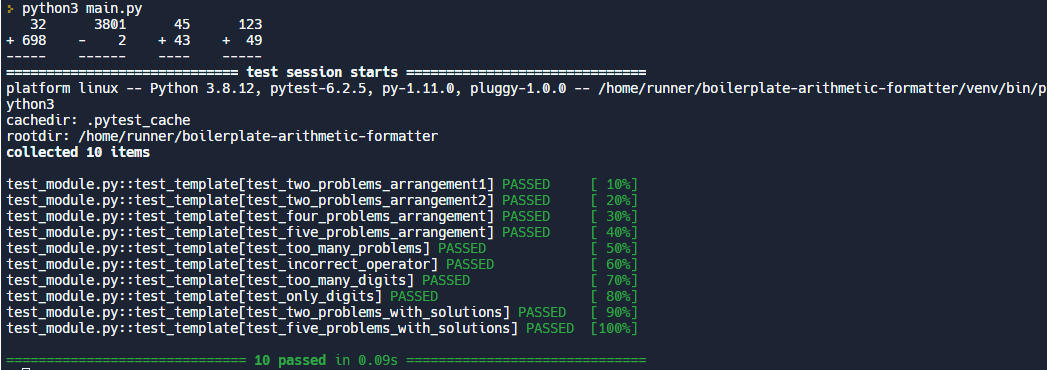 > python3 main.py
   32      3801      45      123
+ 698    -    2    + 43    +  49
-----    ------    ----    -----
============================= test session starts ==============================
platform linux -- Python 3.8.12, pytest-6.2.5, py-1.11.0, pluggy-1.0.0 -- /home/runner/boilerplate-arithmetic-formatter/venv/bin/p
ython3
cachedir: .pytest_cache
rootdir: /home/runner/boilerplate-arithmetic-formatter
collected 10 items

test_module.py::test_template[test_two_problems_arrangement1] PASSED     [ 10%]
test_module.py::test_template[test_two_problems_arrangement2] PASSED     [ 20%]
test_module.py::test_template[test_four_problems_arrangement] PASSED     [ 30%]
test_module.py::test_template[test_five_problems_arrangement] PASSED     [ 40%]
test_module.py::test_template[test_too_many_problems] PASSED             [ 50%]
test_module.py::test_template[test_incorrect_operator] PASSED            [ 60%]
test_module.py::test_template[test_too_many_digits] PASSED               [ 70%]
test_module.py::test_template[test_only_digits] PASSED                   [ 80%]
test_module.py::test_template[test_two_problems_with_solutions] PASSED   [ 90%]
test_module.py::test_template[test_five_problems_with_solutions] PASSED  [100%]

============================== 10 passed in 0.09s ==============================